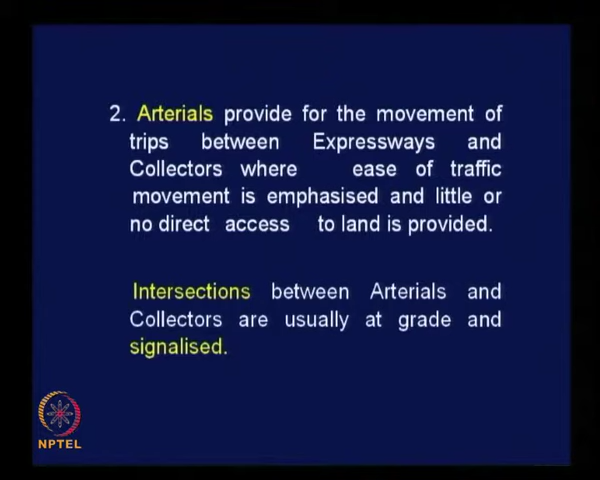 2. Arterials provide for the movement of
trips between Expressways and
Collectors where ease of traffic
movement is emphasised and little or
no direct access to land is provided.
Intersections between Arterials and
Collectors are usually at grade and
signalised.
NPTEL